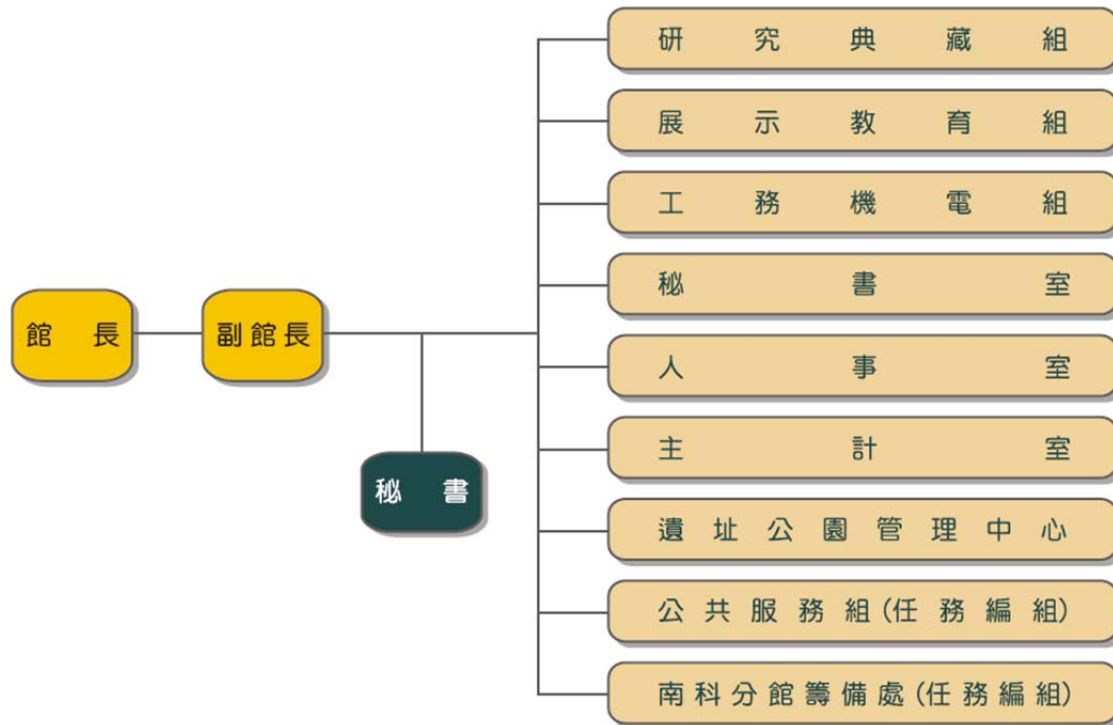 館長
副館長
秘書
研究典藏組
展示教育組
工務機電組
秘書室
人事室
主計室
遺址公園管理中心
公共服務組(任務編組)
南科分館籌備處(任務編組)